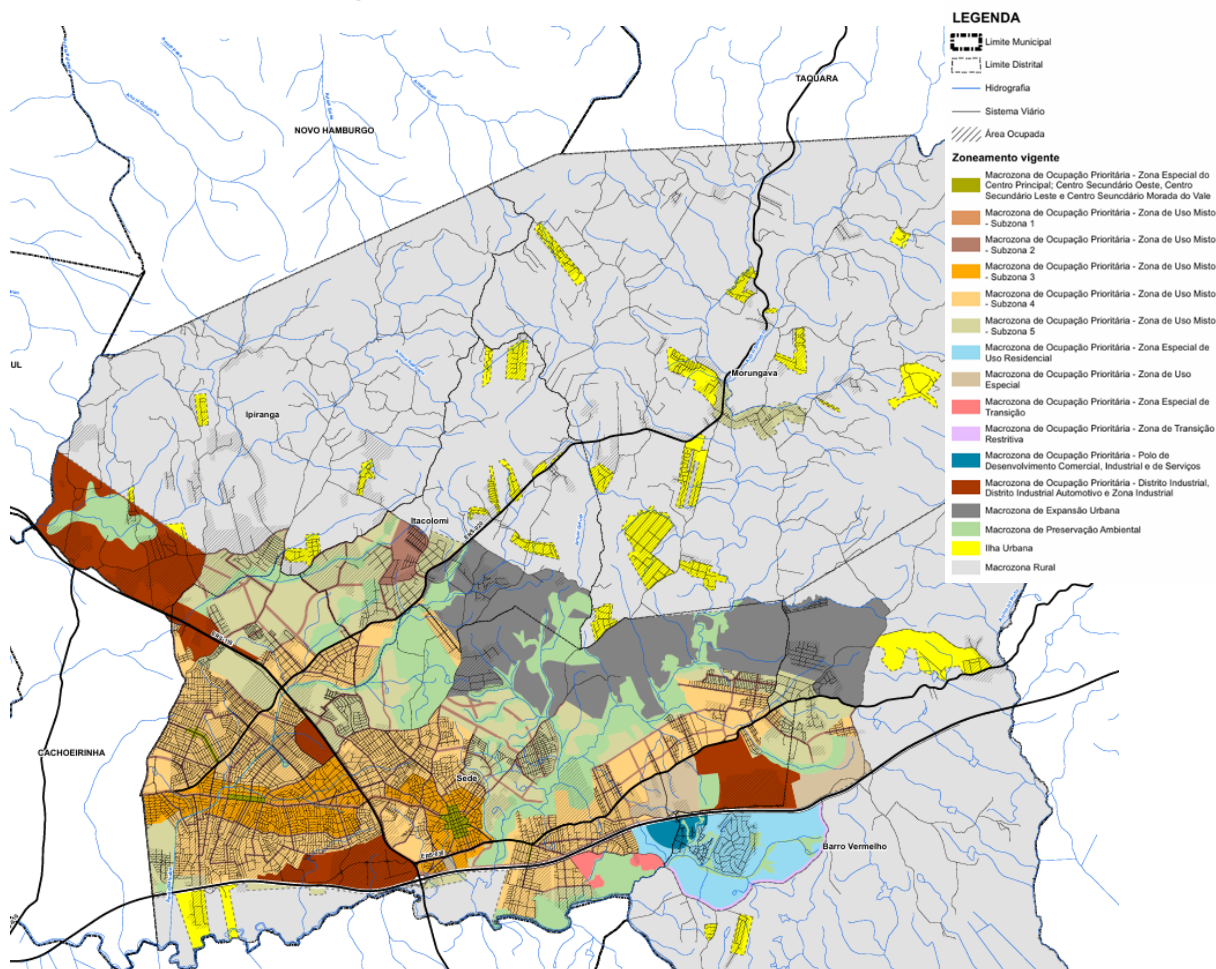 LEGENDA
Limite Municipal
Limite Distrital
Hidrografia
Sistema Viário
Área Ocupada
Zoneamento vigente
Macrozona de Ocupação Prioritária - Zona Especial do
Centro Principal; Centro Secundário Oeste, Centro
Secundário Leste e Centro Seuncdário Morada do Vale
Macrozona de Ocupação Prioritária - Zona de Uso Misto
- Subzona 1
Macrozona de Ocupação Prioritária - Zona de Uso Misto
- Subzona 2
Macrozona de Ocupação Prioritária - Zona de Uso Misto
- Subzona 3
Macrozona de Ocupação Prioritária - Zona de Uso Misto
- Subzona 4
Macrozona de Ocupação Prioritária - Zona de Uso Misto
- Subzona 5
Macrozona de Ocupação Prioritária - Zona Especial de
Uso Residencial
Macrozona de Ocupação Prioritária - Zona de Uso
Especial
Macrozona de Ocupação Prioritária - Zona Especial de
Transição
Macrozona de Ocupação Prioritária - Zona de Transição
Restritiva
Macrozona de Ocupação Prioritária - Polo de
Desenvolvimento Comercial, Industrial e de Serviços
Macrozona de Ocupação Prioritária - Distrito Industrial,
Distrito Industrial Automotivo e Zona Industrial
Macrozona de Expansão Urbana
Macrozona de Preservação Ambiental
Ilha Urbana
Macrozona Rural
TAQUARA
NOVO HAMBURGO
UL
Morungava
Ipiranga
Itacolomi
CACHOEIRINHA
Sede
Barro Vermelho